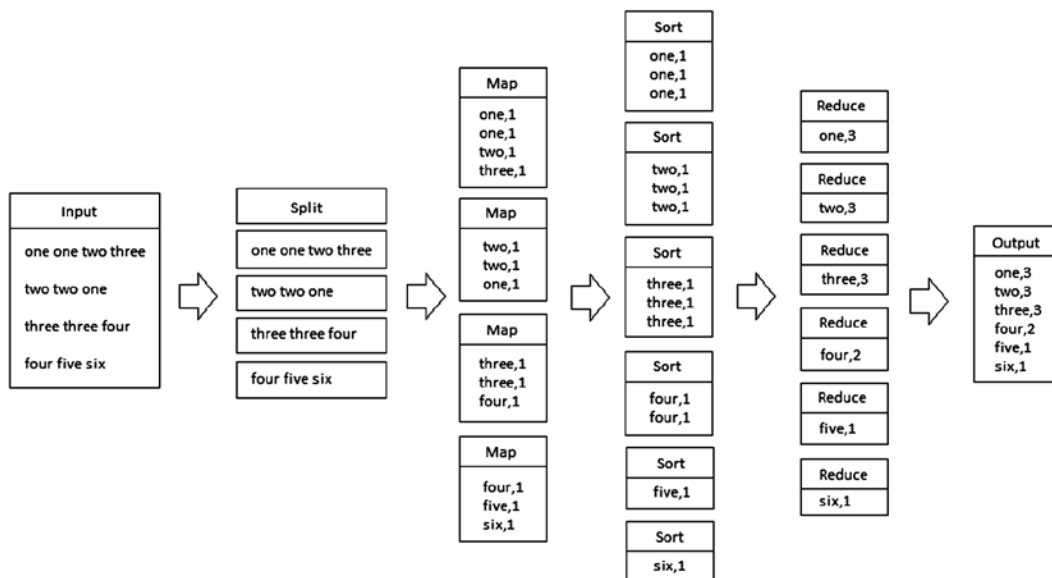 Input
one one two three
two two one
three three four
four five six
Split
one one two three
two two one
three three four
four five six
Map
one,1
one,1
two,1
three,1
Map
two,1
two,1
one,1
Map
three,1
three,1
four,1
Map
four,1
five,1
six,1
Sort
one,1
one,1
one,1
Sort
two,1
two,1
two,1
Sort
three,1
three,1
three,1
Sort
four,1
four,1
Sort
five,1
Sort
six,1
Reduce
one,3
Reduce
two,3
Reduce
three,3
Reduce
four,2
Reduce
five,1
Reduce
six,1
Output
one,3
two,3
three,3
four,2
five,1
six,1